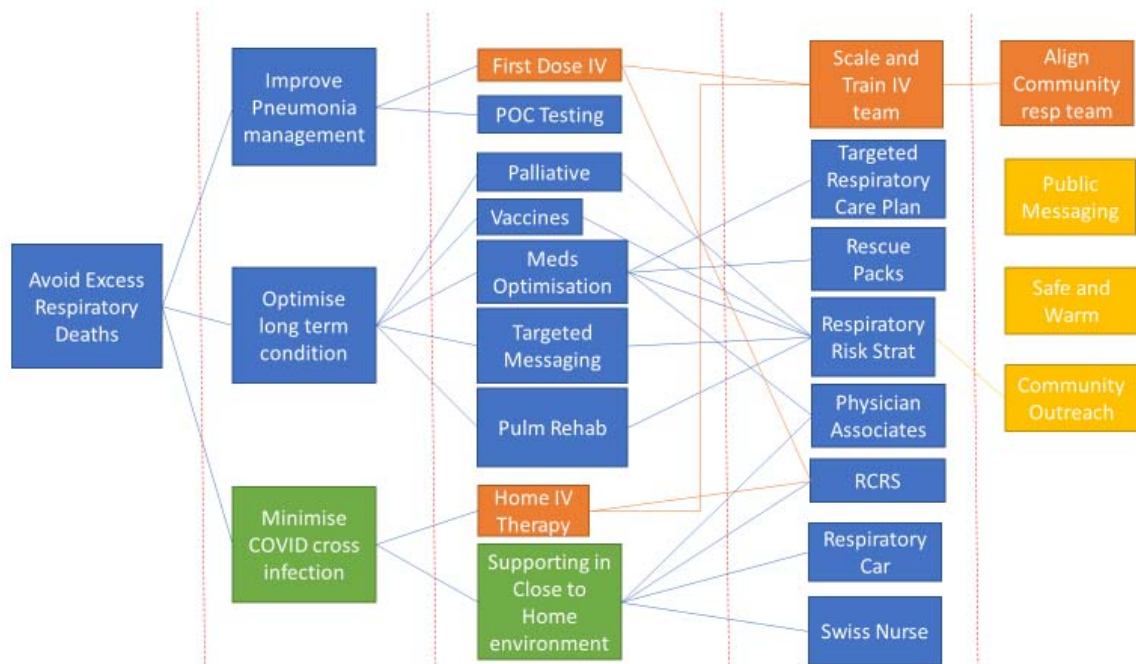 Avoid Excess
Respiratory
Deaths
Improve
Pneumonia
management
Optimise
long term
condition
Minimise
COVID cross
infection
First Dose IV
POC Testing
Palliative
Vaccines
Meds
Optimisation
Targeted
Messaging
Pulm Rehab
Home IV
Therapy
Supporting in
Close to
Home
environment
Scale and
Train IV
team
Targeted
Respiratory
Care Plan
Rescue
Packs
Respiratory
Risk Strat
Physician
Associates
RCRS
Respiratory
Car
Swiss Nurse
Align
Community
resp team
Public
Messaging
Safe and
Warm
Community
Outreach